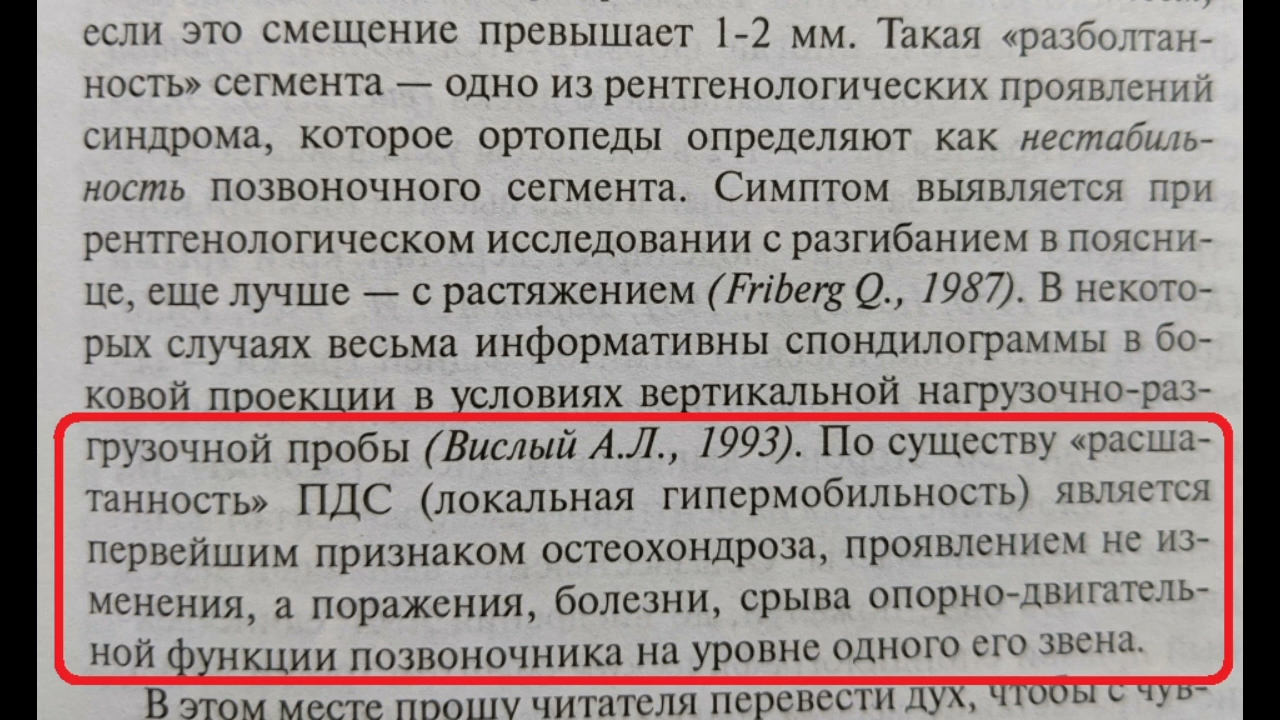 если это смещение превышает 1-2 мм. Такая «разболтан-
ность» сегмента — одно из рентгенологических проявлений
синдрома, которое ортопеды определяют как нестабиль-
ность позвоночного сегмента. Симптом выявляется при
рентгенологическом исследовании с разгибанием в поясни-
це, еще лучше — с растяжением (Friberg Q., 1987). В некото-
рых случаях весьма информативны спондилограммы в бо-
ковой проекции в условиях вертикальной нагрузочно-раз-
грузочной пробы (Вислый А.Л., 1993). По существу «расша-
танность» ПДС (локальная гипермобильность) является
первейшим признаком остеохондроза, проявлением не из-
менения, а поражения, болезни, срыва опорно-двигатель-
ной функции позвоночника на уровне одного его звена.
В этом месте прошу читателя перевести дух, чтобы с чув-